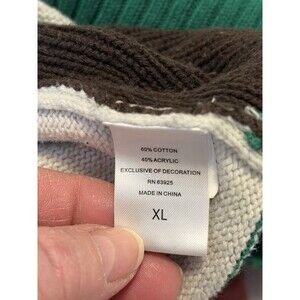 60% COTTON
40% ACRYLIC
EXCLUSIVE OF DECORATION
RN 63925
MADE IN CHINA
XL